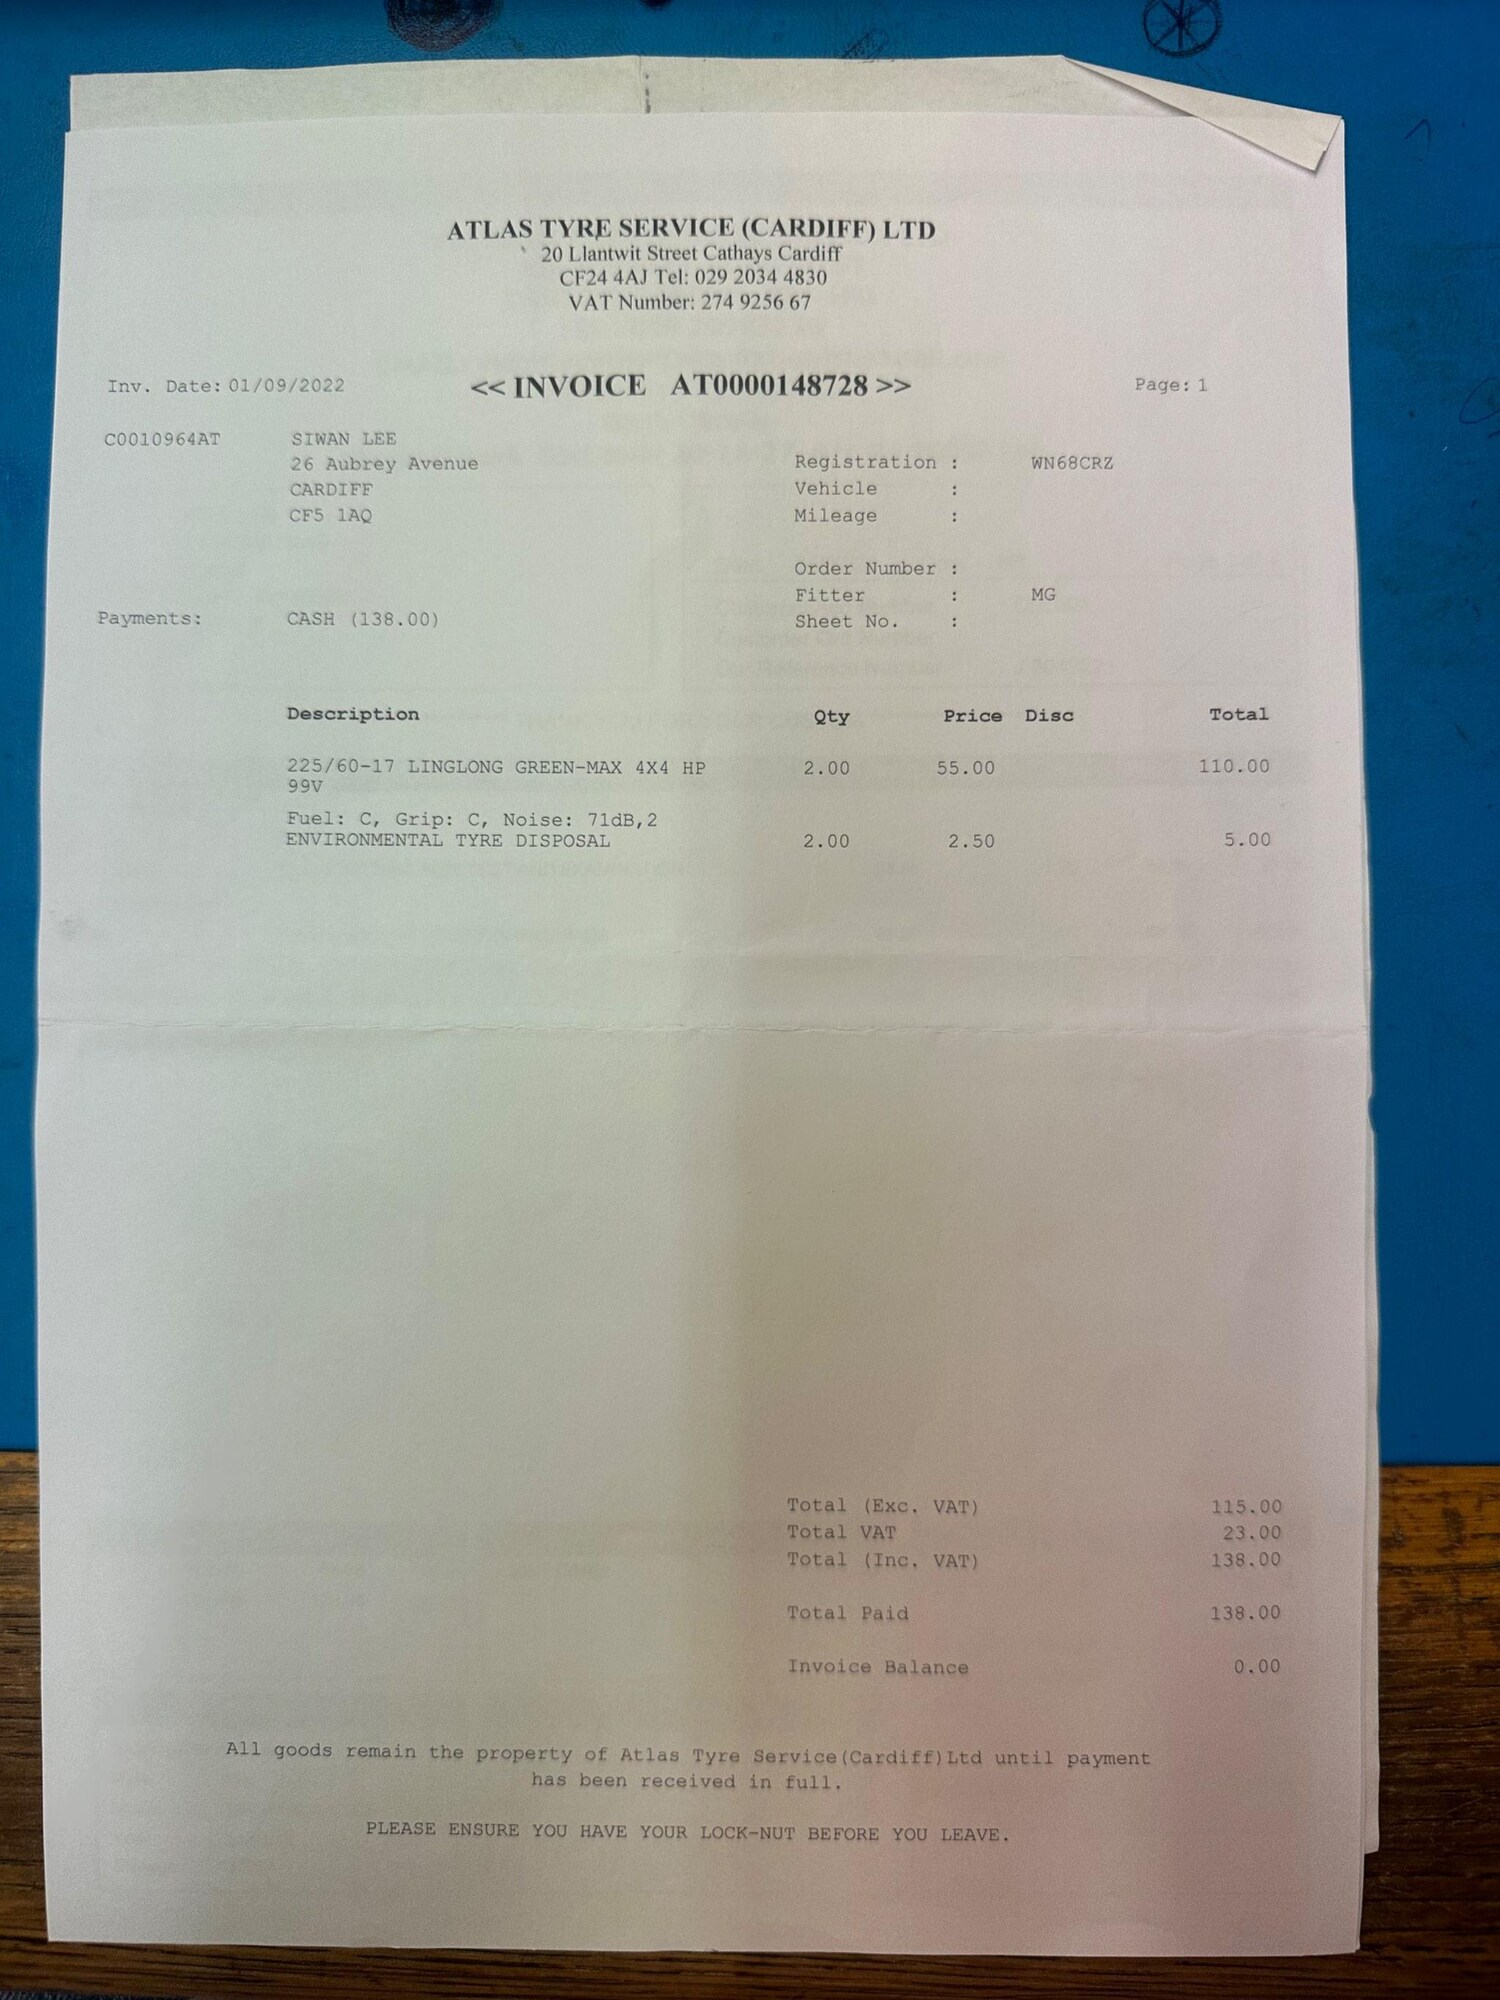 ATLAS TYRE SERVICE (CARDIFF) LTD
20 Llantwit Street Cathays Cardiff
CF24 4AJ Tel: 029 2034 4830
VAT Number: 274 9256 67
Inv. Date: 01/09/2022 << INVOICE AT0000148728 >> Page: 1
C0010964AT SIWAN LEE
26 Aubrey Avenue Registration : WN68CRZ
CARDIFF Vehicle :
CF5 1AQ Mileage :
Order Number :
Fitter : MG
Payments: CASH (138.00) Sheet No. :
Description Qty Price Disc Total
225/60-17 LINGLONG GREEN-MAX 4X4 HP 2.00 55.00 110.00
99V
Fuel: C, Grip: C, Noise: 71dB,2
ENVIRONMENTAL TYRE DISPOSAL 2.00 2.50 5.00
Total (Exc. VAT) 115.00
Total VAT 23.00
Total (Inc. VAT) 138.00
Total Paid 138.00
Invoice Balance 0.00
All goods remain the property of Atlas Tyre Service(Cardiff)Ltd until payment
has been received in full.
PLEASE ENSURE YOU HAVE YOUR LOCK-NUT BEFORE YOU LEAVE.